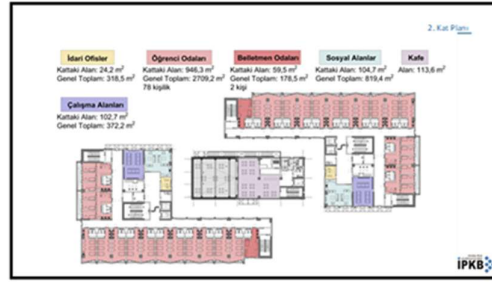 2. Kat Planı
İdari Ofisler
Kattaki Alan: 24,2 m²
Genel Toplam: 318,5 m²
Öğrenci Odaları
Kattaki Alan: 946,3 m²
Genel Toplam: 2709,2 m²
78 kişilik
Belletmen Odaları
Kattaki Alan: 59,5 m²
Genel Toplam: 178,5 m²
2 kişi
Sosyal Alanlar
Kattaki Alan: 104,7 m²
Genel Toplam: 819,4 m²
Kafe
Alan: 113,6 m²
Çalışma Alanları
Kattaki Alan: 102,7 m²
Genel Toplam: 372,2 m²
İPKB